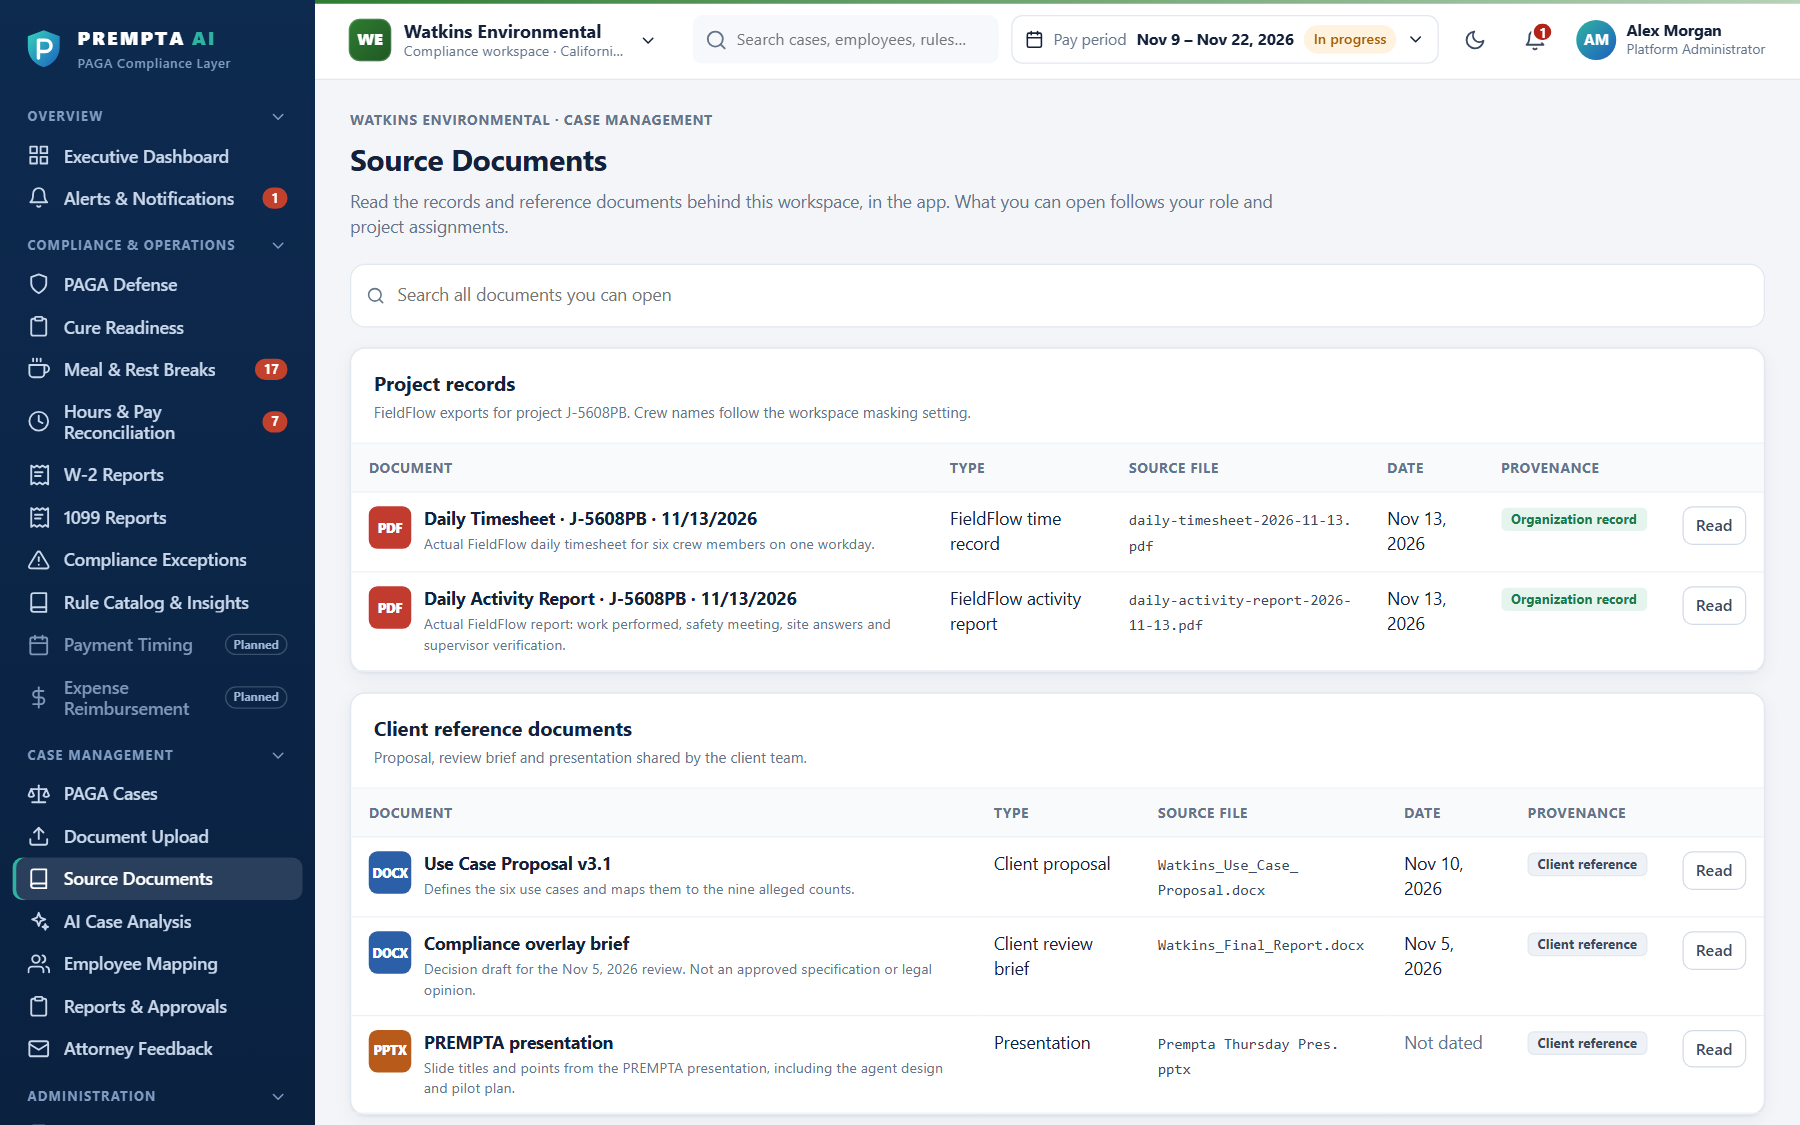 PREMPTA AI
PAGA Compliance Layer
OVERVIEW
Executive Dashboard
Alerts & Notifications 1
COMPLIANCE & OPERATIONS
PAGA Defense
Cure Readiness
Meal & Rest Breaks 17
Hours & Pay
Reconciliation 7
W-2 Reports
1099 Reports
Compliance Exceptions
Rule Catalog & Insights
Payment Timing Planned
Expense
Reimbursement Planned
CASE MANAGEMENT
PAGA Cases
Document Upload
Source Documents
AI Case Analysis
Employee Mapping
Reports & Approvals
Attorney Feedback
ADMINISTRATION
WE
Watkins Environmental
Compliance workspace · Californi...
Search cases, employees, rules...
Pay period Nov 9 – Nov 22, 2026 In progress
1
AM
Alex Morgan
Platform Administrator
WATKINS ENVIRONMENTAL · CASE MANAGEMENT
Source Documents
Read the records and reference documents behind this workspace, in the app. What you can open follows your role and
project assignments.
Search all documents you can open
Project records
FieldFlow exports for project J-5608PB. Crew names follow the workspace masking setting.
DOCUMENT TYPE SOURCE FILE DATE PROVENANCE
PDF
Daily Timesheet · J-5608PB · 11/13/2026
Actual FieldFlow daily timesheet for six crew members on one workday.
FieldFlow time
record
daily-timesheet-2026-11-13.
pdf
Nov 13,
2026
Organization record
Read
PDF
Daily Activity Report · J-5608PB · 11/13/2026
Actual FieldFlow report: work performed, safety meeting, site answers and
supervisor verification.
FieldFlow activity
report
daily-activity-report-2026-
11-13.pdf
Nov 13,
2026
Organization record
Read
Client reference documents
Proposal, review brief and presentation shared by the client team.
DOCUMENT TYPE SOURCE FILE DATE PROVENANCE
DOCX
Use Case Proposal v3.1
Defines the six use cases and maps them to the nine alleged counts.
Client proposal
Watkins_Use_Case_
Proposal.docx
Nov 10,
2026
Client reference
Read
DOCX
Compliance overlay brief
Decision draft for the Nov 5, 2026 review. Not an approved specification or legal
opinion.
Client review
brief
Watkins_Final_Report.docx
Nov 5,
2026
Client reference
Read
PPTX
PREMPTA presentation
Slide titles and points from the PREMPTA presentation, including the agent design
and pilot plan.
Presentation
Prempta Thursday Pres.
pptx
Not dated
Client reference
Read